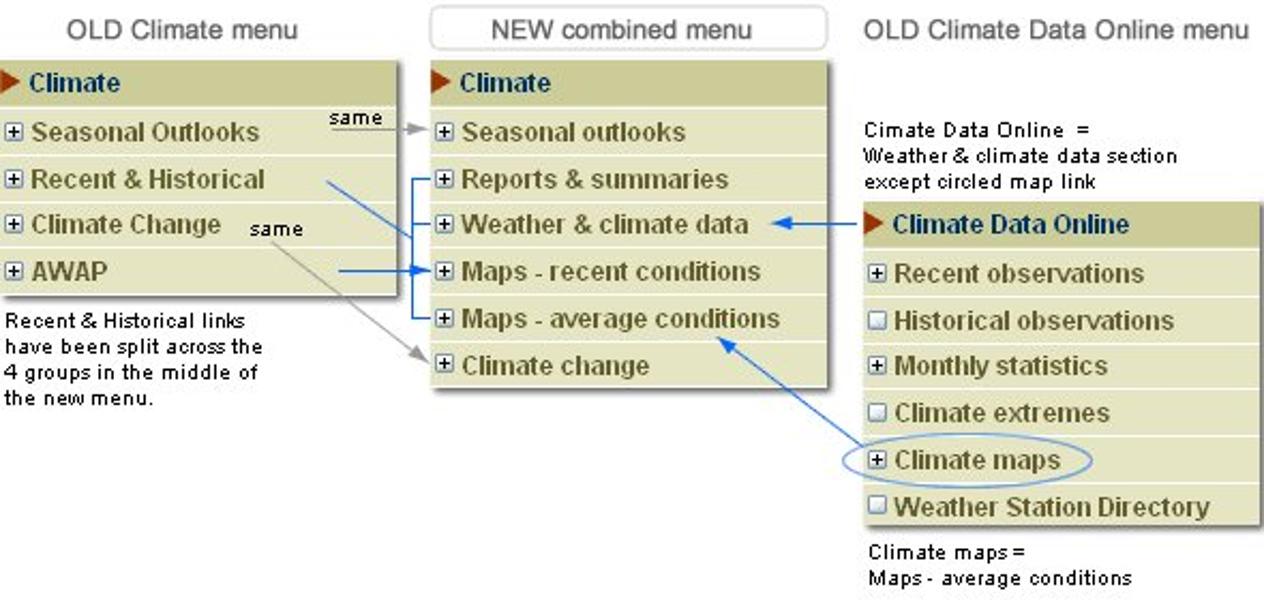 OLD Climate menu
Climate
Seasonal Outlooks
same
Recent & Historical
Climate Change
same
AWAP
Recent & Historical links
have been split across the
4 groups in the middle of
the new menu.
NEW combined menu
Climate
Seasonal outlooks
Reports & summaries
Weather & climate data
Maps - recent conditions
Maps - average conditions
Climate change
OLD Climate Data Online menu
Cimate Data Online =
Weather & climate data section
except circled map link
Climate Data Online
Recent observations
Historical observations
Monthly statistics
Climate extremes
Climate maps
Weather Station Directory
Climate maps =
Maps - average conditions